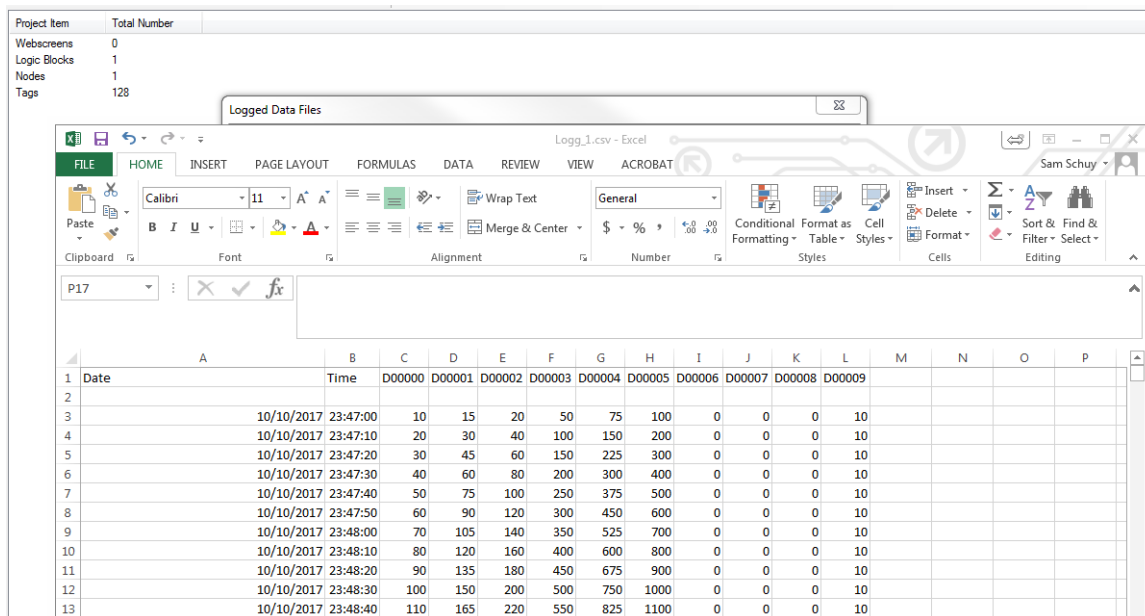 Project Item Total Number
Webscreens 0
Logic Blocks 1
Nodes 1
Tags 128
Logged Data Files
Logg_1.csv - Excel
FILE HOME INSERT PAGE LAYOUT FORMULAS DATA REVIEW VIEW ACROBAT Sam Schuy
Paste
Calibri 11
B I U
Wrap Text
Merge & Center
General
$ % ,
Conditional Formatting
Format as Table
Cell Styles
Insert
Delete
Format
Sort & Filter
Find & Select
Clipboard Font Alignment Number Styles Cells Editing
P17 fx
A B C D E F G H I J K L M N O P
1 Date Time D00000 D00001 D00002 D00003 D00004 D00005 D00006 D00007 D00008 D00009
2
3 10/10/2017 23:47:00 10 15 20 50 75 100 0 0 0 10
4 10/10/2017 23:47:10 20 30 40 100 150 200 0 0 0 10
5 10/10/2017 23:47:20 30 45 60 150 225 300 0 0 0 10
6 10/10/2017 23:47:30 40 60 80 200 300 400 0 0 0 10
7 10/10/2017 23:47:40 50 75 100 250 375 500 0 0 0 10
8 10/10/2017 23:47:50 60 90 120 300 450 600 0 0 0 10
9 10/10/2017 23:48:00 70 105 140 350 525 700 0 0 0 10
10 10/10/2017 23:48:10 80 120 160 400 600 800 0 0 0 10
11 10/10/2017 23:48:20 90 135 180 450 675 900 0 0 0 10
12 10/10/2017 23:48:30 100 150 200 500 750 1000 0 0 0 10
13 10/10/2017 23:48:40 110 165 220 550 825 1100 0 0 0 10